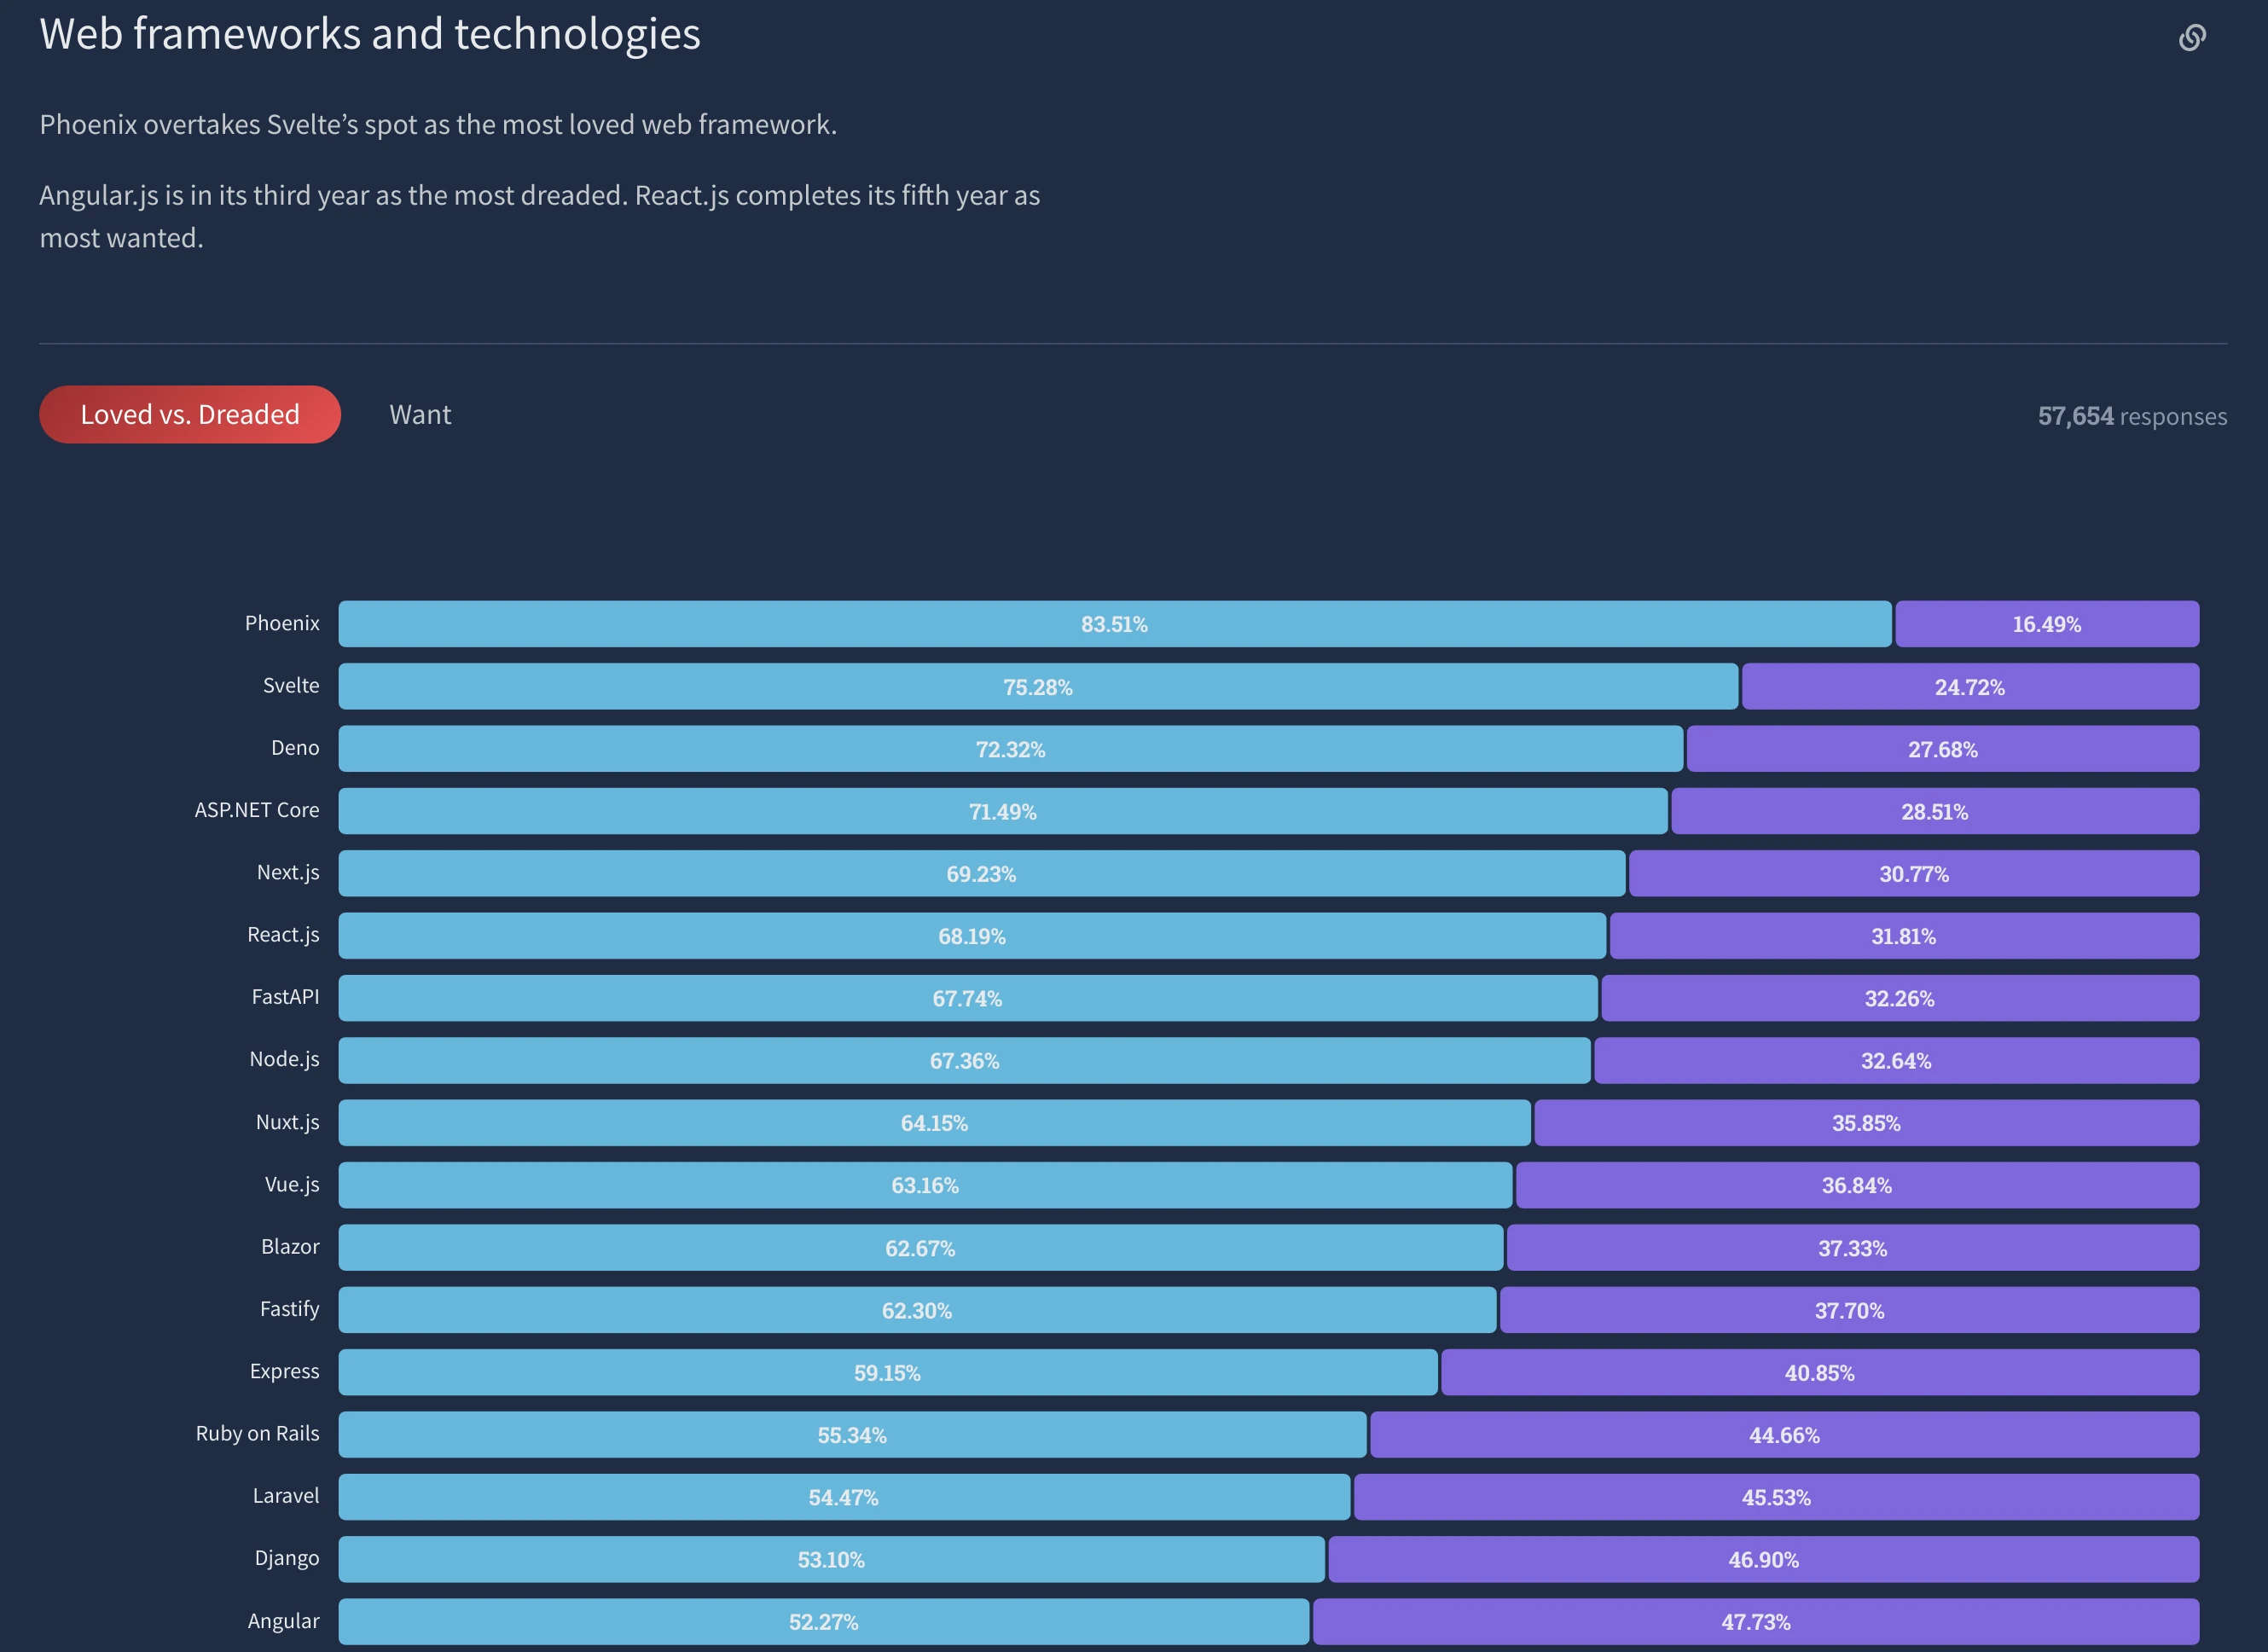 Web frameworks and technologies
Phoenix overtakes Svelte’s spot as the most loved web framework.
Angular.js is in its third year as the most dreaded. React.js completes its fifth year as
most wanted.
Loved vs. Dreaded Want 57,654 responses
Phoenix 83.51% 16.49%
Svelte 75.28% 24.72%
Deno 72.32% 27.68%
ASP.NET Core 71.49% 28.51%
Next.js 69.23% 30.77%
React.js 68.19% 31.81%
FastAPI 67.74% 32.26%
Node.js 67.36% 32.64%
Nuxt.js 64.15% 35.85%
Vue.js 63.16% 36.84%
Blazor 62.67% 37.33%
Fastify 62.30% 37.70%
Express 59.15% 40.85%
Ruby on Rails 55.34% 44.66%
Laravel 54.47% 45.53%
Django 53.10% 46.90%
Angular 52.27% 47.73%